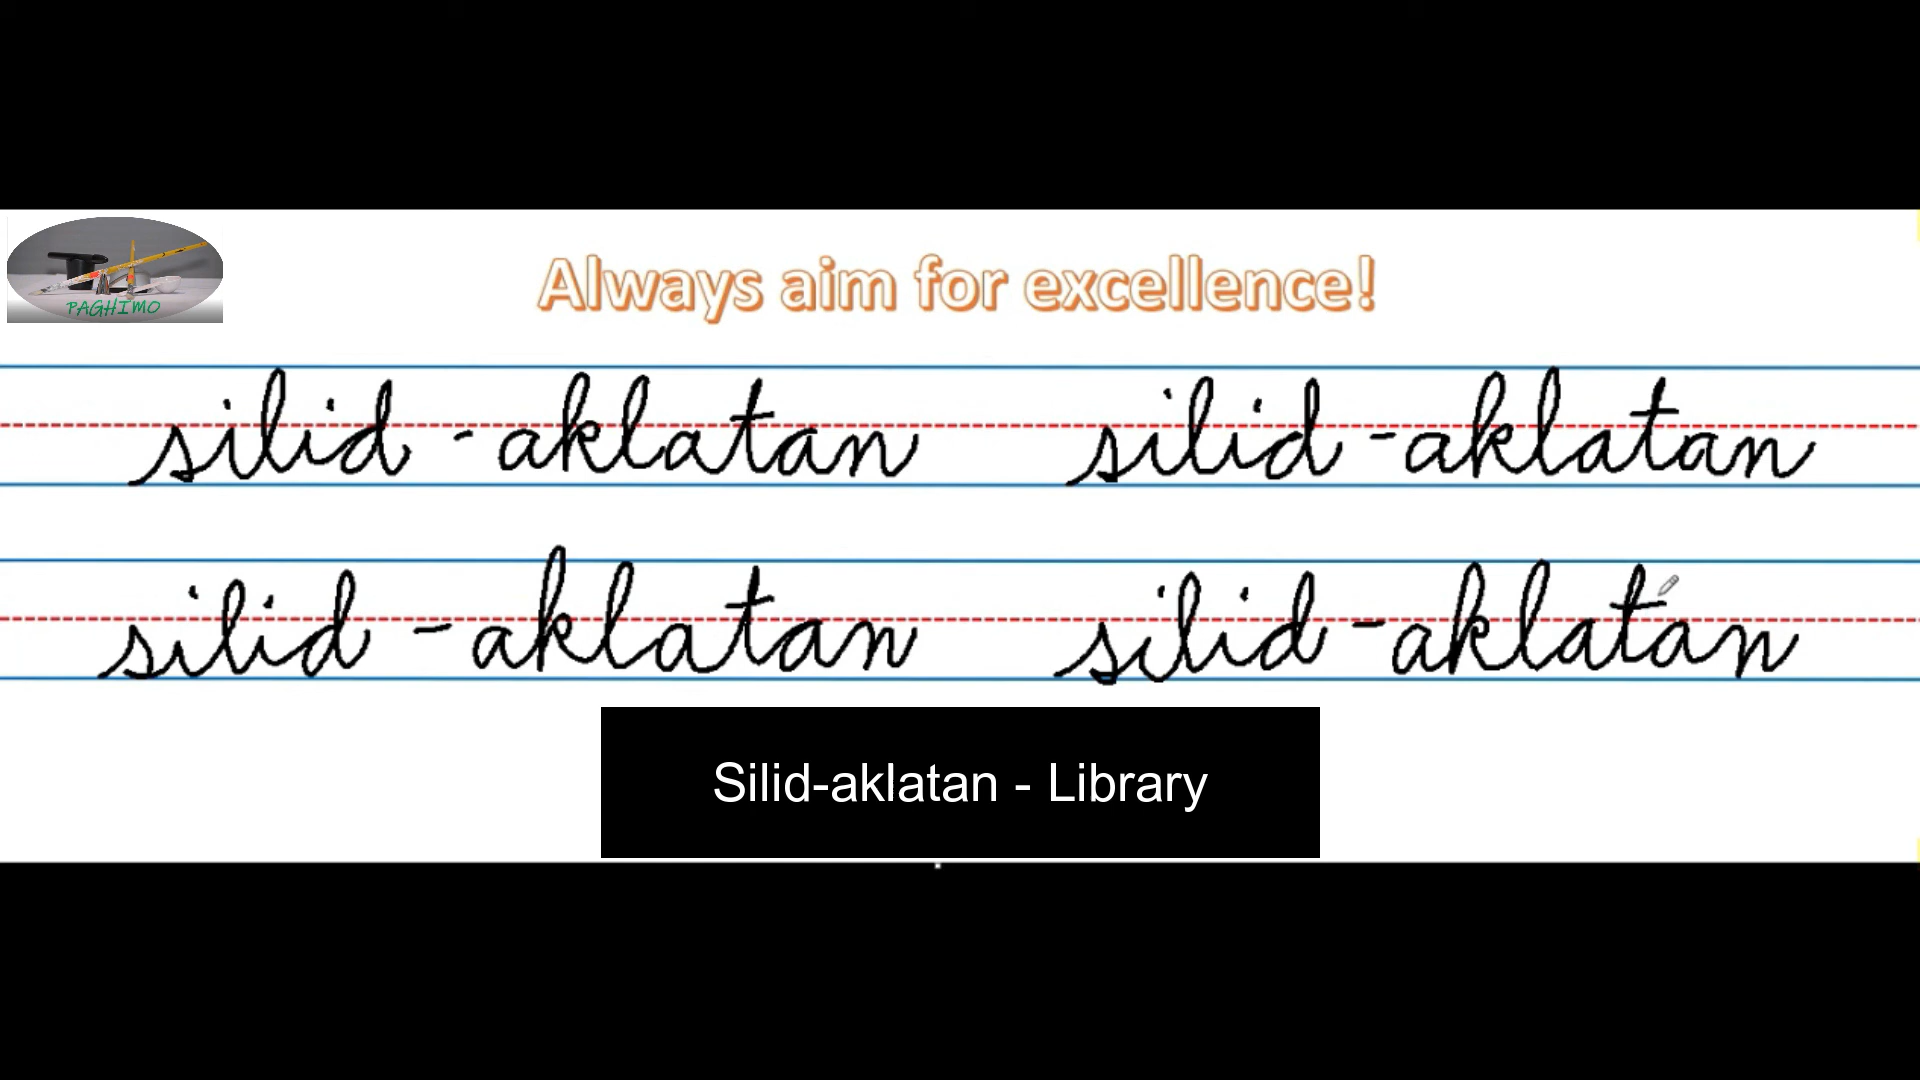 PAGHIMO
Always aim for excellence!
silid-aklatan silid-aklatan
silid-aklatan silid-aklatan
Silid-aklatan - Library